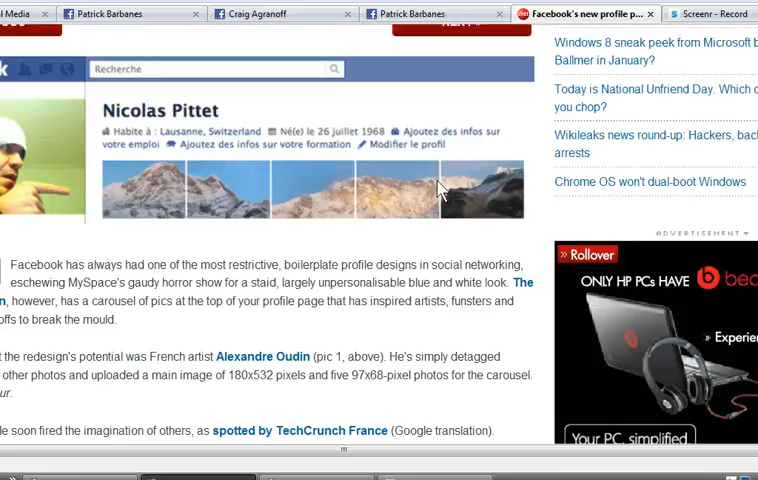 l Media
Patrick Barbanes
Craig Agranoff
Patrick Barbanes
Facebook's new profile p...
Screenr - Record
k
Recherche
Nicolas Pittet
Habite à : Lausanne, Switzerland Né(e) le 26 juillet 1968 Ajoutez des infos sur
votre emploi Ajoutez des infos sur votre formation Modifier le profil
Facebook has always had one of the most restrictive, boilerplate profile designs in social networking,
eschewing MySpace's gaudy horror show for a staid, largely unpersonalisable blue and white look. The
n, however, has a carousel of pics at the top of your profile page that has inspired artists, funsters and
offs to break the mould.
t the redesign's potential was French artist Alexandre Oudin (pic 1, above). He's simply detagged
other photos and uploaded a main image of 180x532 pixels and five 97x68-pixel photos for the carousel.
ur.
le soon fired the imagination of others, as spotted by TechCrunch France (Google translation).
Windows 8 sneak peek from Microsoft b
Ballmer in January?
Today is National Unfriend Day. Which
you chop?
Wikileaks news round-up: Hackers, bac
arrests
Chrome OS won't dual-boot Windows
ADVERTISEMENT
» Rollover
ONLY HP PCs HAVE bea
» Experie
Your PC, simplified